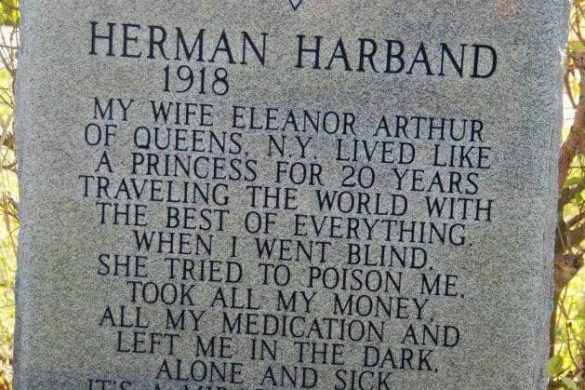 HERMAN HARBAND
1918
MY WIFE ELEANOR ARTHUR
OF QUEENS, N.Y. LIVED LIKE
A PRINCESS FOR 20 YEARS
TRAVELING THE WORLD WITH
THE BEST OF EVERYTHING.
WHEN I WENT BLIND,
SHE TRIED TO POISON ME,
TOOK ALL MY MONEY,
ALL MY MEDICATION AND
LEFT ME IN THE DARK,
ALONE AND SICK
IT'S A